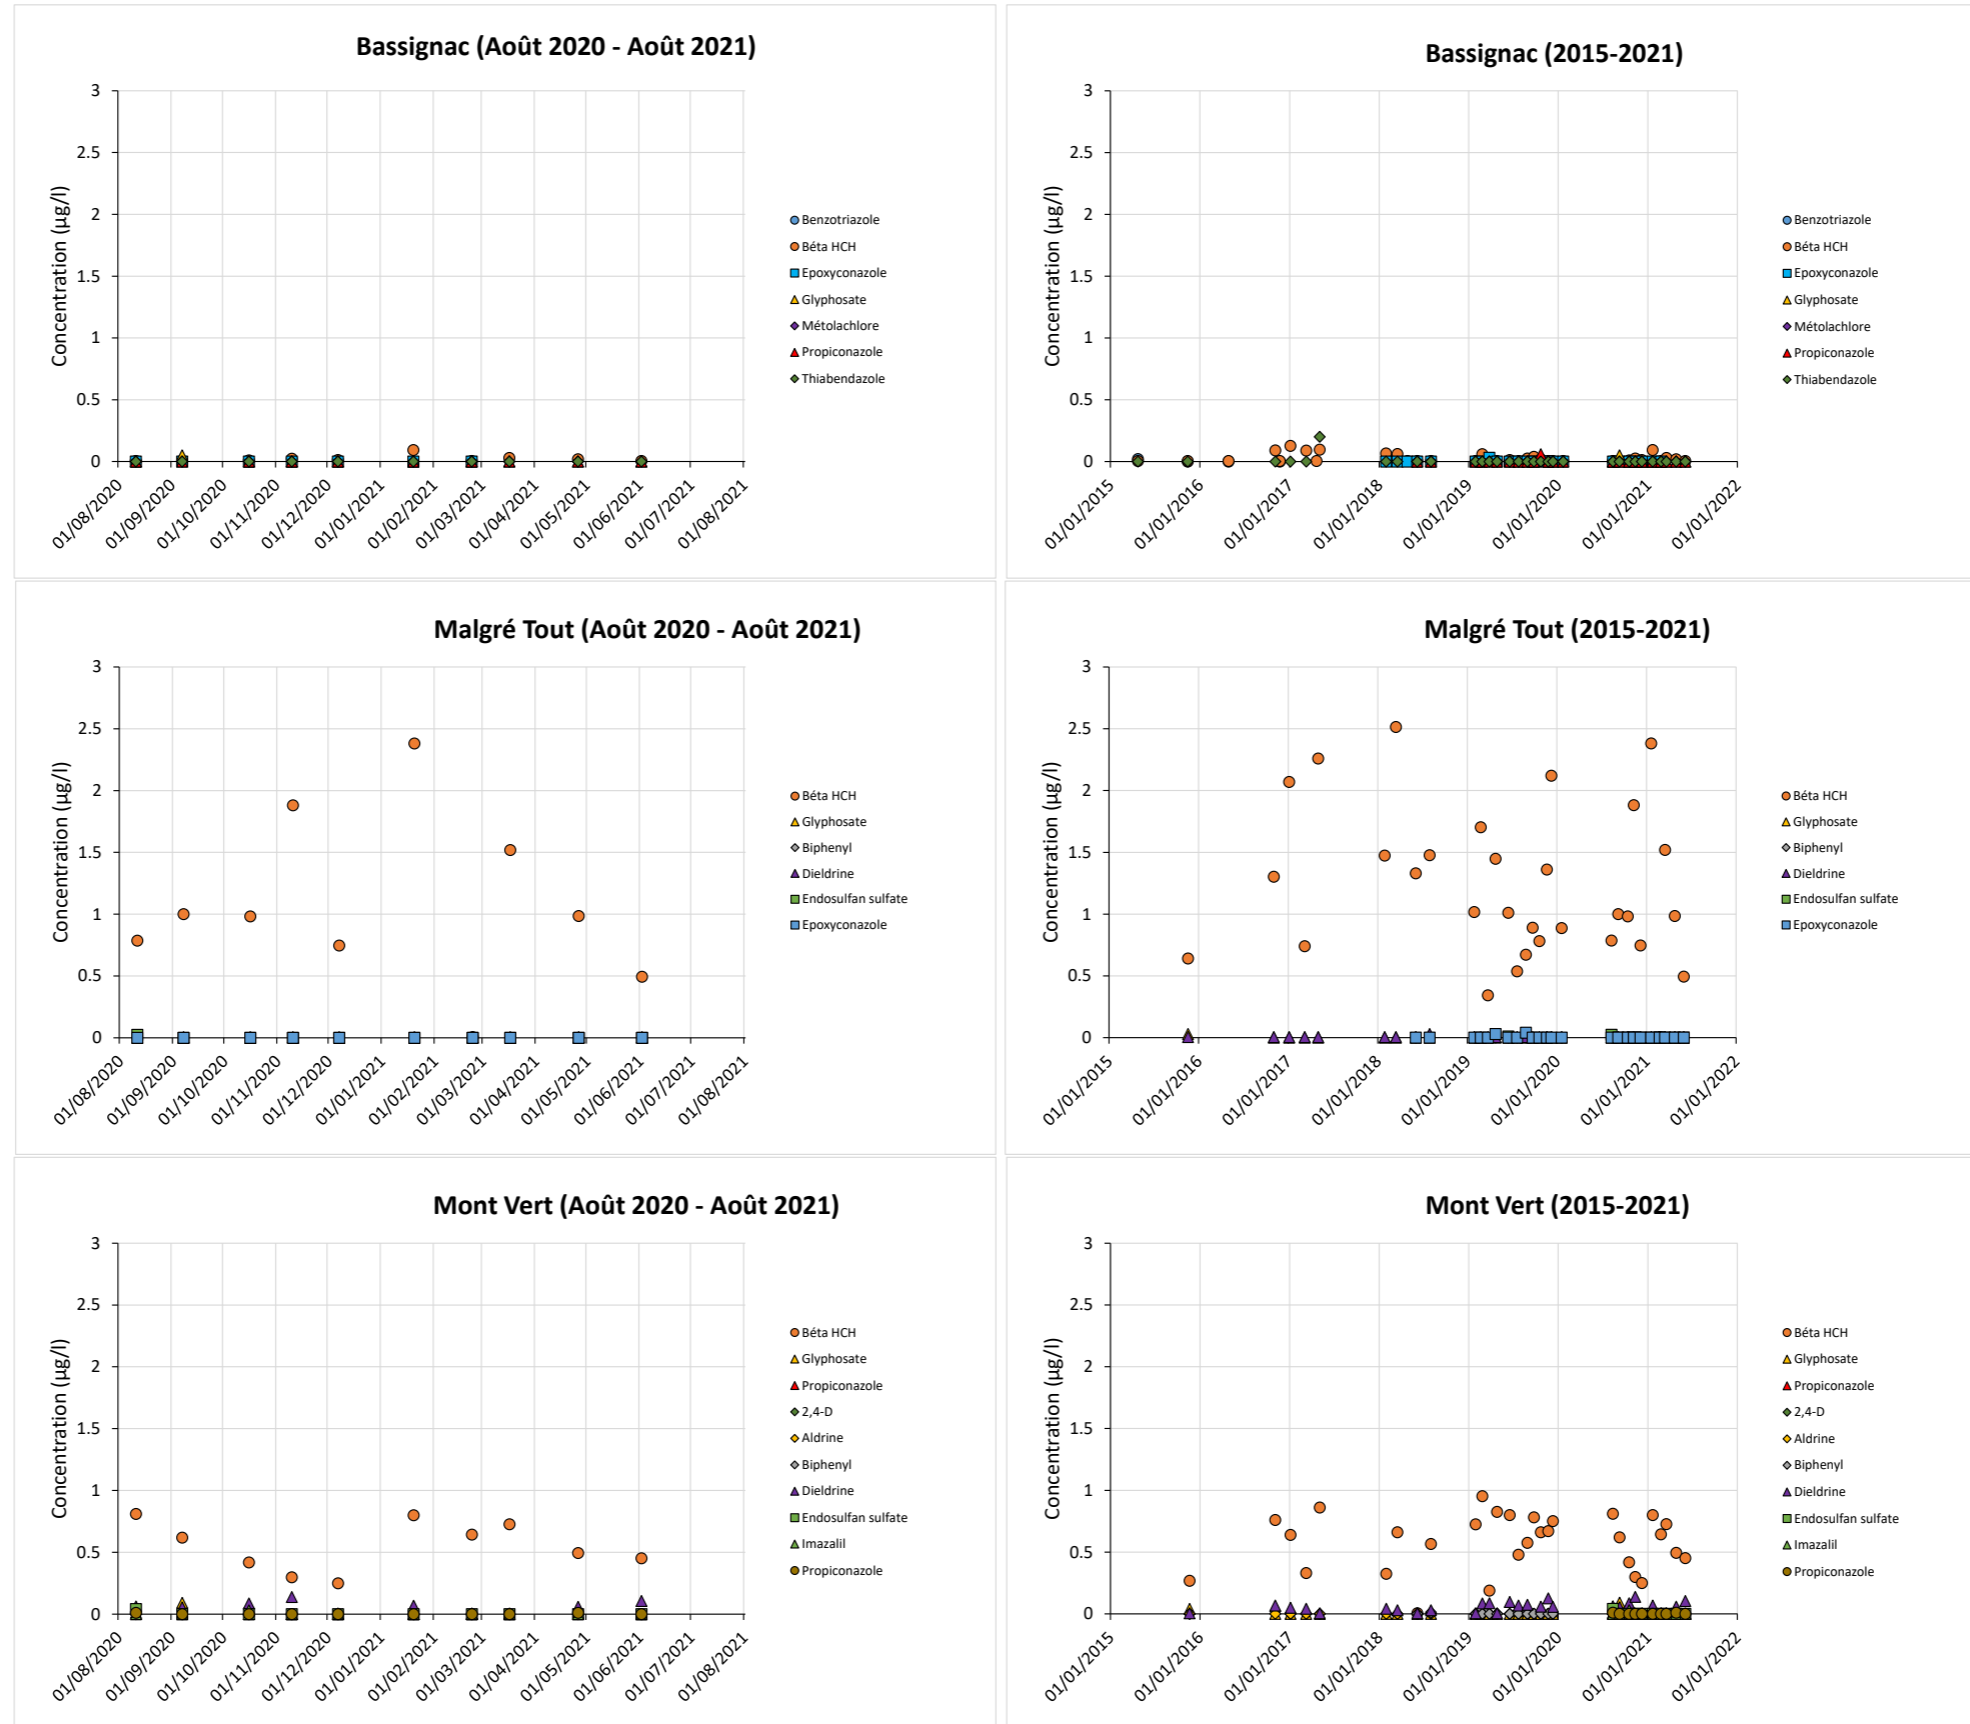 Bassignac (Août 2020 - Août 2021)
3
2.5
2
1.5
1
0.5
0
Concentration (µg/l)
01/08/2020
01/09/2020
01/10/2020
01/11/2020
01/12/2020
01/01/2021
01/02/2021
01/03/2021
01/04/2021
01/05/2021
01/06/2021
01/07/2021
01/08/2021
Benzotriazole
Béta HCH
Epoxyconazole
Glyphosate
Métolachlore
Propiconazole
Thiabendazole
Bassignac (2015-2021)
3
2.5
2
1.5
1
0.5
0
Concentration (µg/l)
01/01/2015
01/01/2016
01/01/2017
01/01/2018
01/01/2019
01/01/2020
01/01/2021
01/01/2022
Benzotriazole
Béta HCH
Epoxyconazole
Glyphosate
Métolachlore
Propiconazole
Thiabendazole
Malgré Tout (Août 2020 - Août 2021)
3
2.5
2
1.5
1
0.5
0
Concentration (µg/l)
01/08/2020
01/09/2020
01/10/2020
01/11/2020
01/12/2020
01/01/2021
01/02/2021
01/03/2021
01/04/2021
01/05/2021
01/06/2021
01/07/2021
01/08/2021
Béta HCH
Glyphosate
Biphenyl
Dieldrine
Endosulfan sulfate
Epoxyconazole
Malgré Tout (2015-2021)
3
2.5
2
1.5
1
0.5
0
Concentration (µg/l)
01/01/2015
01/01/2016
01/01/2017
01/01/2018
01/01/2019
01/01/2020
01/01/2021
01/01/2022
Béta HCH
Glyphosate
Biphenyl
Dieldrine
Endosulfan sulfate
Epoxyconazole
Mont Vert (Août 2020 - Août 2021)
3
2.5
2
1.5
1
0.5
0
Concentration (µg/l)
01/08/2020
01/09/2020
01/10/2020
01/11/2020
01/12/2020
01/01/2021
01/02/2021
01/03/2021
01/04/2021
01/05/2021
01/06/2021
01/07/2021
01/08/2021
Béta HCH
Glyphosate
Propiconazole
2,4-D
Aldrine
Biphenyl
Dieldrine
Endosulfan sulfate
Imazalil
Propiconazole
Mont Vert (2015-2021)
3
2.5
2
1.5
1
0.5
0
Concentration (µg/l)
01/01/2015
01/01/2016
01/01/2017
01/01/2018
01/01/2019
01/01/2020
01/01/2021
01/01/2022
Béta HCH
Glyphosate
Propiconazole
2,4-D
Aldrine
Biphenyl
Dieldrine
Endosulfan sulfate
Imazalil
Propiconazole